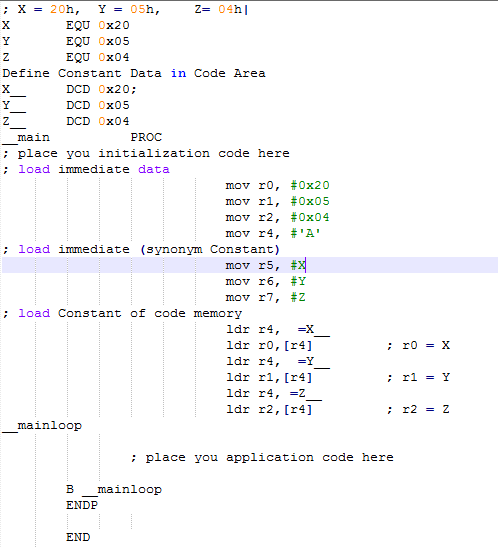 ; X = 20h,  Y = 05h,    Z= 04h|
X       EQU 0x20
Y       EQU 0x05
Z       EQU 0x04
Define Constant Data in Code Area
X__     DCD 0x20;
Y__     DCD 0x05
Z__     DCD 0x04
__main          PROC
; place you initialization code here
; load immediate data
mov r0, #0x20
mov r1, #0x05
mov r2, #0x04
mov r4, #'A'
; load immediate (synonym Constant)
mov r5, #X
mov r6, #Y
mov r7, #Z
; load Constant of code memory
ldr r4,  =X__
ldr r0,[r4]         ; r0 = X
ldr r4,  =Y__
ldr r1,[r4]         ; r1 = Y
ldr r4, =Z__
ldr r2,[r4]         ; r2 = Z
__mainloop
; place you application code here
B __mainloop
ENDP
END